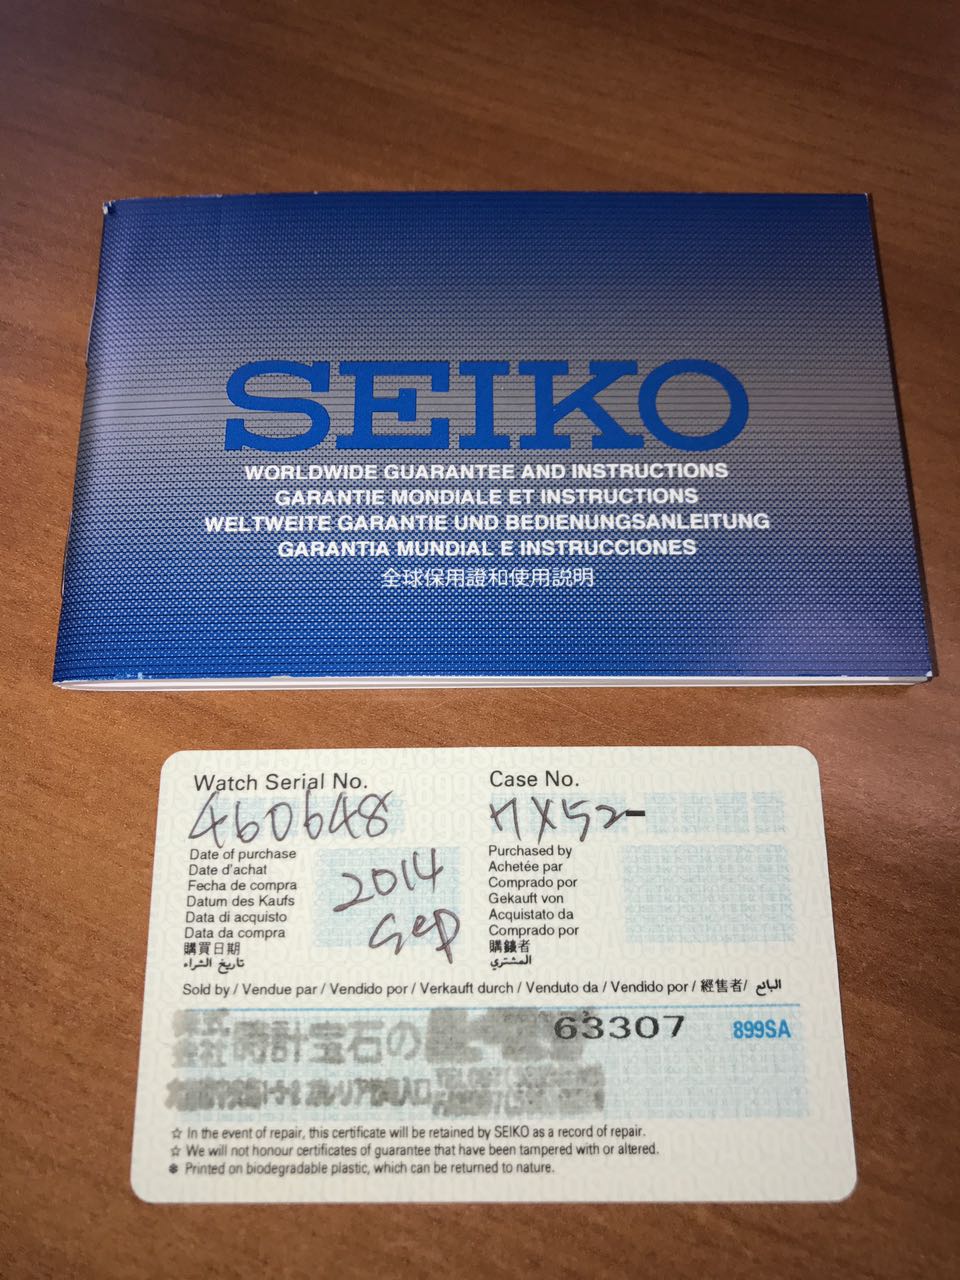 SEIKO
WORLDWIDE GUARANTEE AND INSTRUCTIONS
GARANTIE MONDIALE ET INSTRUCTIONS
WELTWEITE GARANTIE UND BEDIENUNGSANLEITUNG
GARANTIA MUNDIAL E INSTRUCCIONES
全球保用證和使用説明
Watch Serial No.
460648
Case No.
7X52-
Date of purchase
Date d'achat
Fecha de compra
Datum des Kaufs
Data di acquisto
Data da compra
購買日期
تاريخ الشراء
2014
Sep
Purchased by
Achetée par
Comprado por
Gekauft von
Acquistato da
Comprado por
購錶者
المشتري
Sold by / Vendue par / Vendido por / Verkauft durch / Venduto da / Vendido por / 經售者/ البائع
時計宝石の
63307
899SA
☆ In the event of repair, this certificate will be retained by SEIKO as a record of repair.
☆ We will not honour certificates of guarantee that have been tampered with or altered.
✽ Printed on biodegradable plastic, which can be returned to nature.